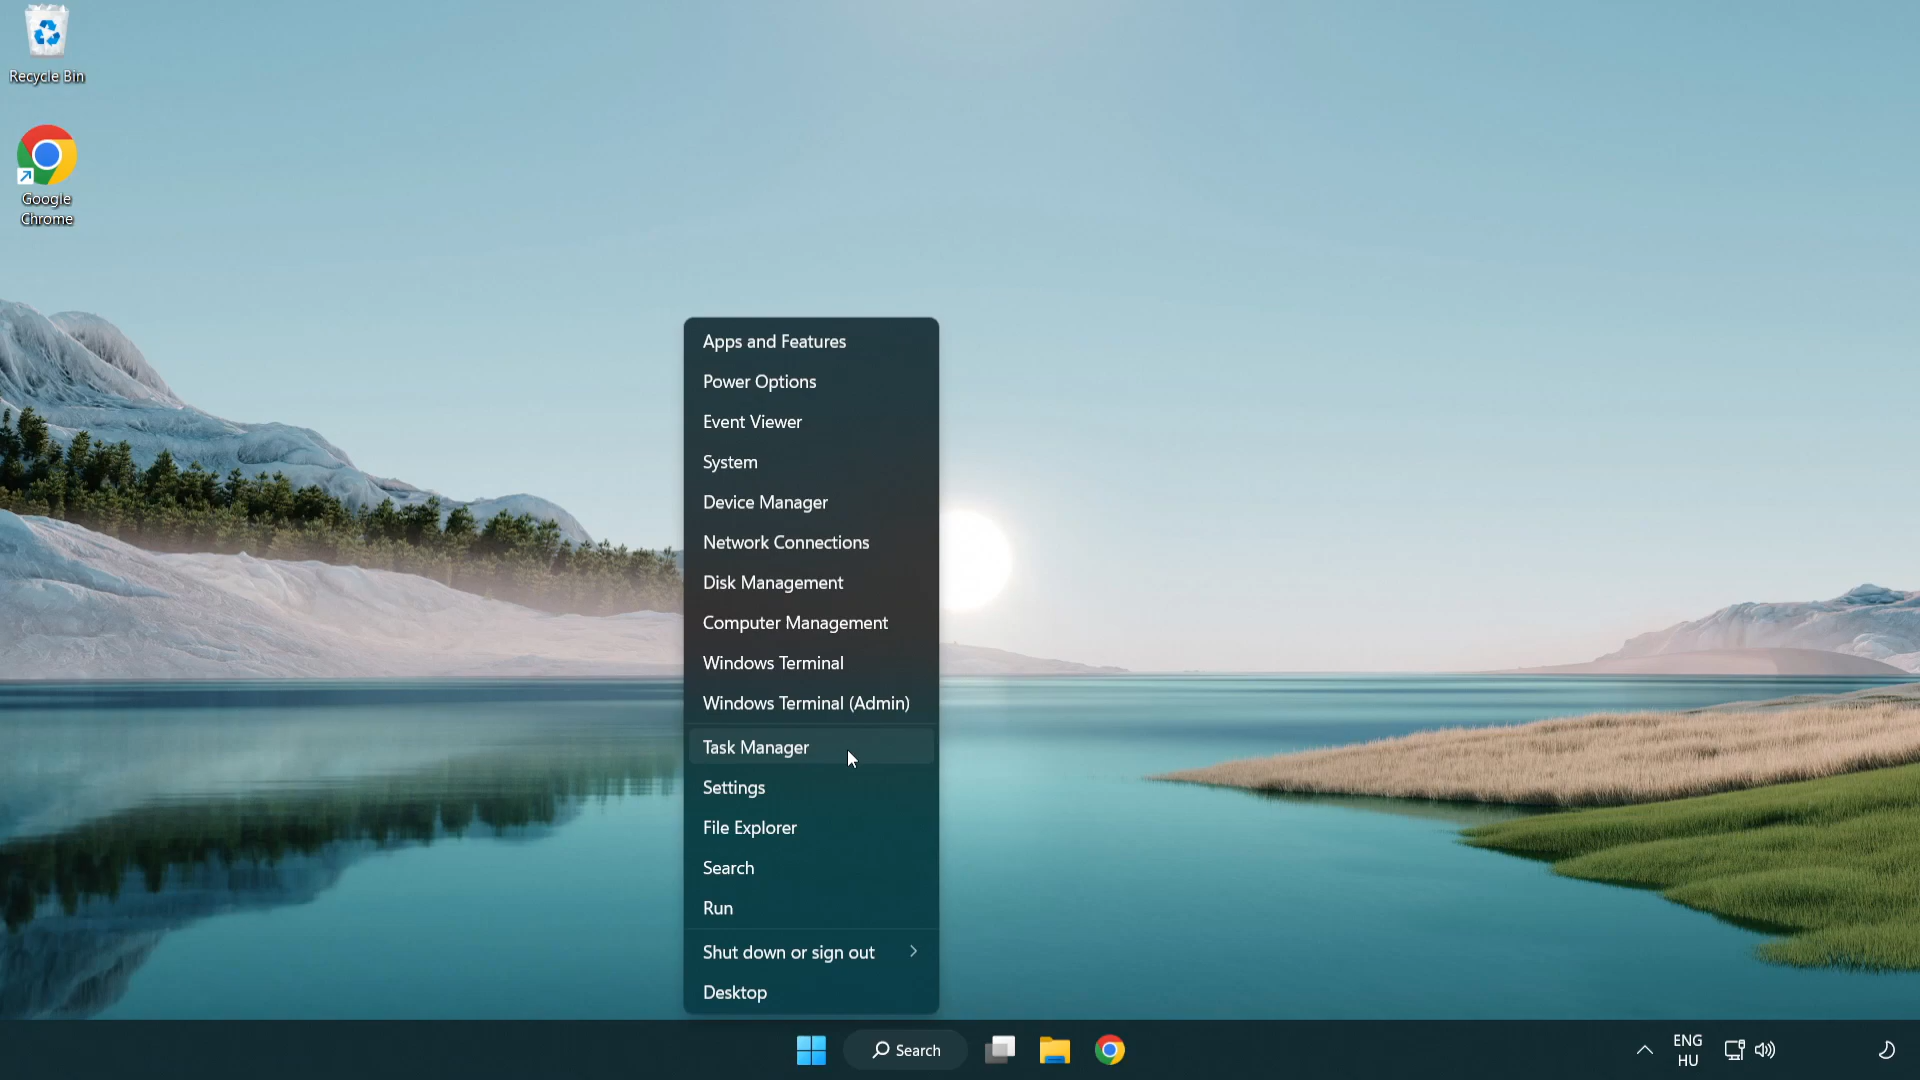 Recycle Bin
Google
Chrome
Apps and Features
Power Options
Event Viewer
System
Device Manager
Network Connections
Disk Management
Computer Management
Windows Terminal
Windows Terminal (Admin)
Task Manager
Settings
File Explorer
Search
Run
Shut down or sign out
Desktop
Search
ENG
HU